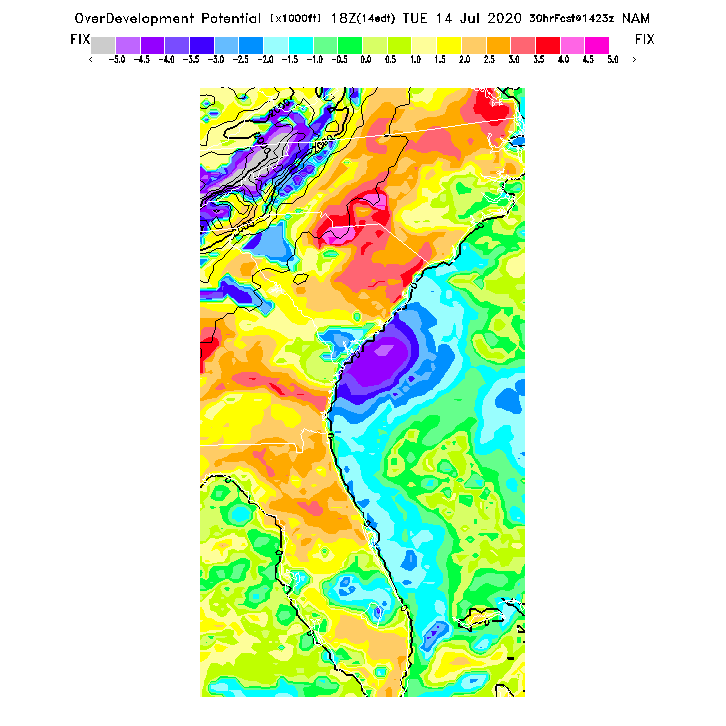 OverDevelopment Potential [x1000ft] 18Z(14edt) TUE 14 Jul 2020 30hrFcst@1423z NAM
FIX FIX
< -5.0 -4.5 -4.0 -3.5 -3.0 -2.5 -2.0 -1.5 -1.0 -0.5 0.0 0.5 1.0 1.5 2.0 2.5 3.0 3.5 4.0 4.5 5.0 >